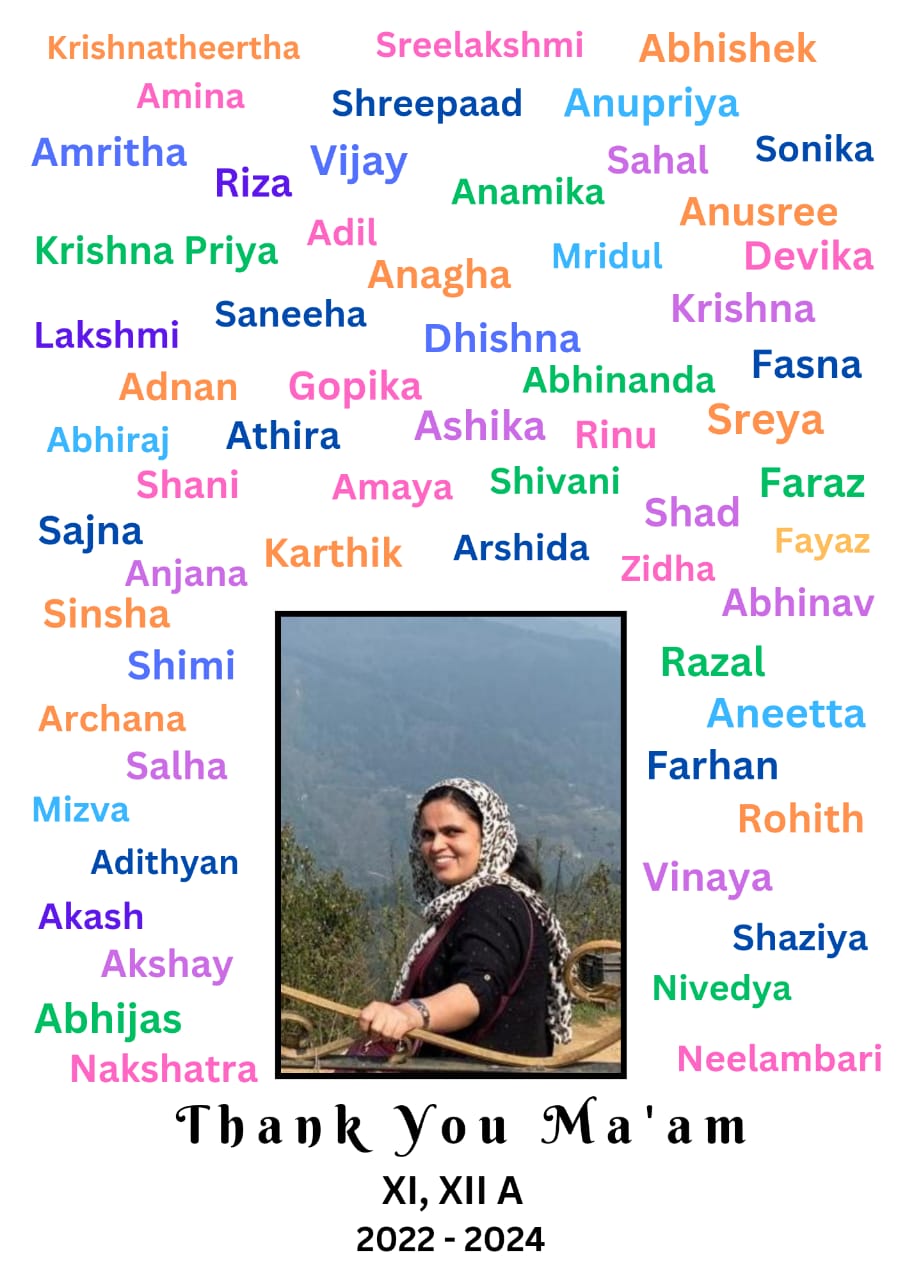 Krishnatheertha Sreelakshmi Abhishek
Amina Shreepaad Anupriya
Amritha Vijay Sahal Sonika
Riza Anamika
Anusree
Krishna Priya Adil Mridul Devika
Anagha
Saneeha Krishna
Lakshmi Dhishna
Adnan Gopika Abhinanda Fasna
Abhiraj Athira Ashika Rinu Sreya
Shani Amaya Shivani Faraz
Sajna Shad
Karthik Arshida Fayaz
Anjana Zidha
Sinsha Abhinav
Shimi Razal
Archana Aneetta
Salha Farhan
Mizva Rohith
Adithyan Vinaya
Akash Shaziya
Akshay Nivedya
Abhijas
Nakshatra Neelambari
Thank You Ma'am
XI, XII A
2022 - 2024